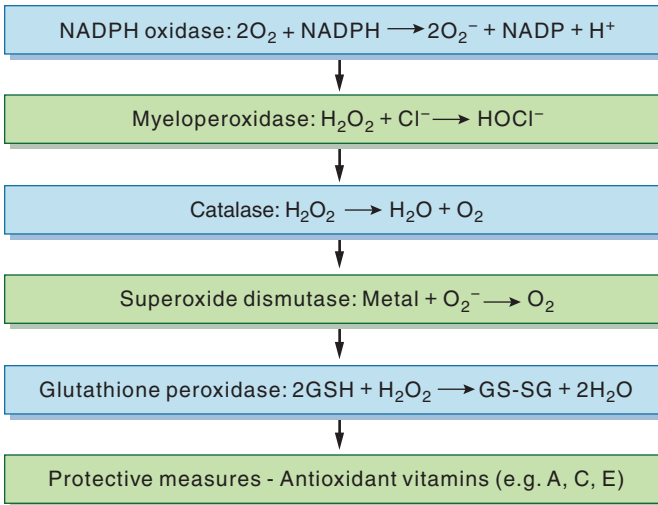 NADPH oxidase: 2O₂ + NADPH ⟶ 2O₂⁻ + NADP + H⁺
Myeloperoxidase: H₂O₂ + Cl⁻ ⟶ HOCl⁻
Catalase: H₂O₂ ⟶ H₂O + O₂
Superoxide dismutase: Metal + O₂⁻ ⟶ O₂
Glutathione peroxidase: 2GSH + H₂O₂ ⟶ GS-SG + 2H₂O
Protective measures - Antioxidant vitamins (e.g. A, C, E)